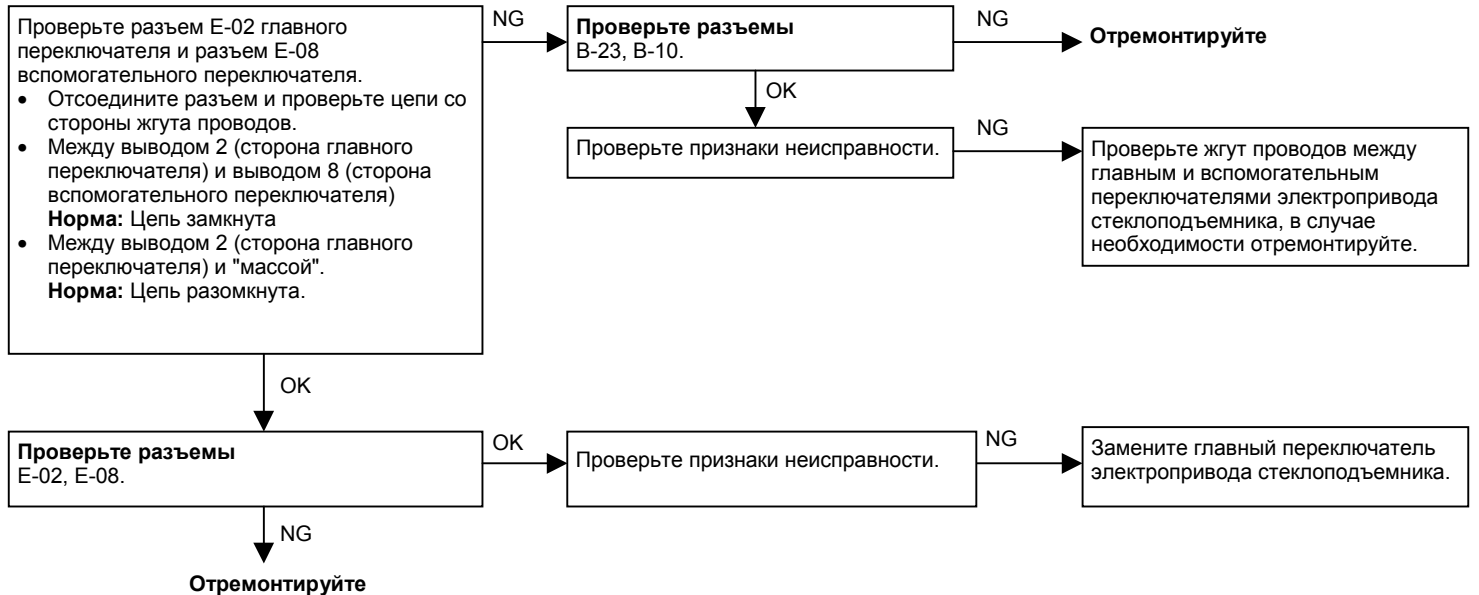 Проверьте разъем E-02 главного
переключателя и разъем E-08
вспомогательного переключателя.
• Отсоедините разъем и проверьте цепи со
стороны жгута проводов.
• Между выводом 2 (сторона главного
переключателя) и выводом 8 (сторона
вспомогательного переключателя)
Норма: Цепь замкнута
• Между выводом 2 (сторона главного
переключателя) и "массой".
Норма: Цепь разомкнута.
NG
Проверьте разъемы
B-23, B-10.
NG
Отремонтируйте
OK
Проверьте признаки неисправности.
NG
Проверьте жгут проводов между
главным и вспомогательным
переключателями электропривода
стеклоподъемника, в случае
необходимости отремонтируйте.
OK
Проверьте разъемы
E-02, E-08.
OK
Проверьте признаки неисправности.
NG
Замените главный переключатель
электропривода стеклоподъемника.
NG
Отремонтируйте